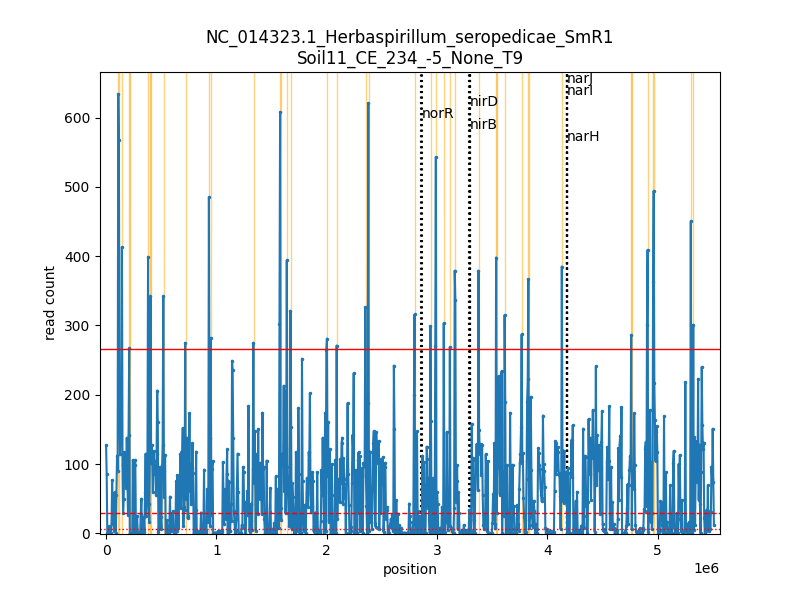 NC_014323.1_Herbaspirillum_seropedicae_SmR1
Soil11_CE_234_-5_None_T9
narJ
narI
nirD
norR
nirB
narH
read count
600
500
400
300
200
100
0
0
1
2
3
4
5
1e6
position